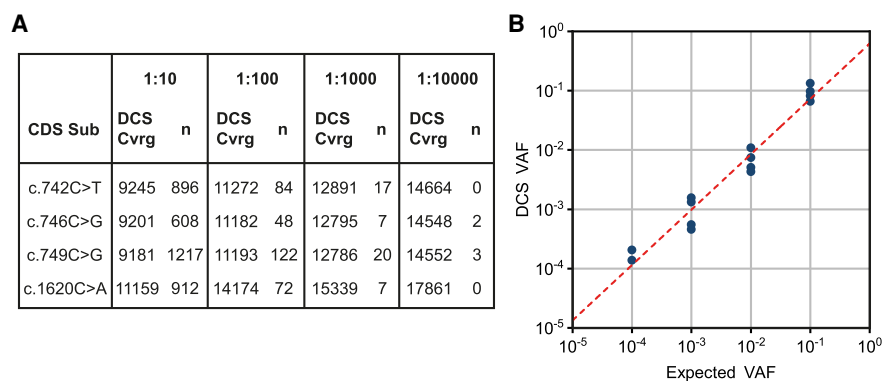 A
1:10 1:100 1:1000 1:10000
CDS Sub DCS Cvrg n DCS Cvrg n DCS Cvrg n DCS Cvrg n
c.742C>T 9245 896 11272 84 12891 17 14664 0
c.746C>G 9201 608 11182 48 12795 7 14548 2
c.749C>G 9181 1217 11193 122 12786 20 14552 3
c.1620C>A 11159 912 14174 72 15339 7 17861 0
B
DCS VAF
10⁰
10⁻¹
10⁻²
10⁻³
10⁻⁴
10⁻⁵
10⁻⁵ 10⁻⁴ 10⁻³ 10⁻² 10⁻¹ 10⁰
Expected VAF